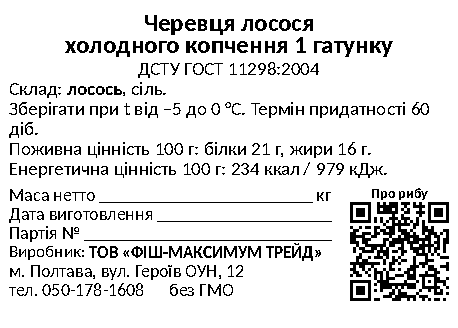 Черевця лосося
холодного копчення 1 гатунку
ДСТУ ГОСТ 11298:2004
Склад: лосось, сіль.
Зберігати при t від –5 до 0 °C. Термін придатності 60
діб.
Поживна цінність 100 г: білки 21 г, жири 16 г.
Енергетична цінність 100 г: 234 ккал / 979 кДж.
Маса нетто ______________________ кг
Дата виготовлення __________________
Партія № __________________________
Виробник: ТОВ «ФІШ-МАКСИМУМ ТРЕЙД»
м. Полтава, вул. Героїв ОУН, 12
тел. 050-178-1608 без ГМО
Про рибу